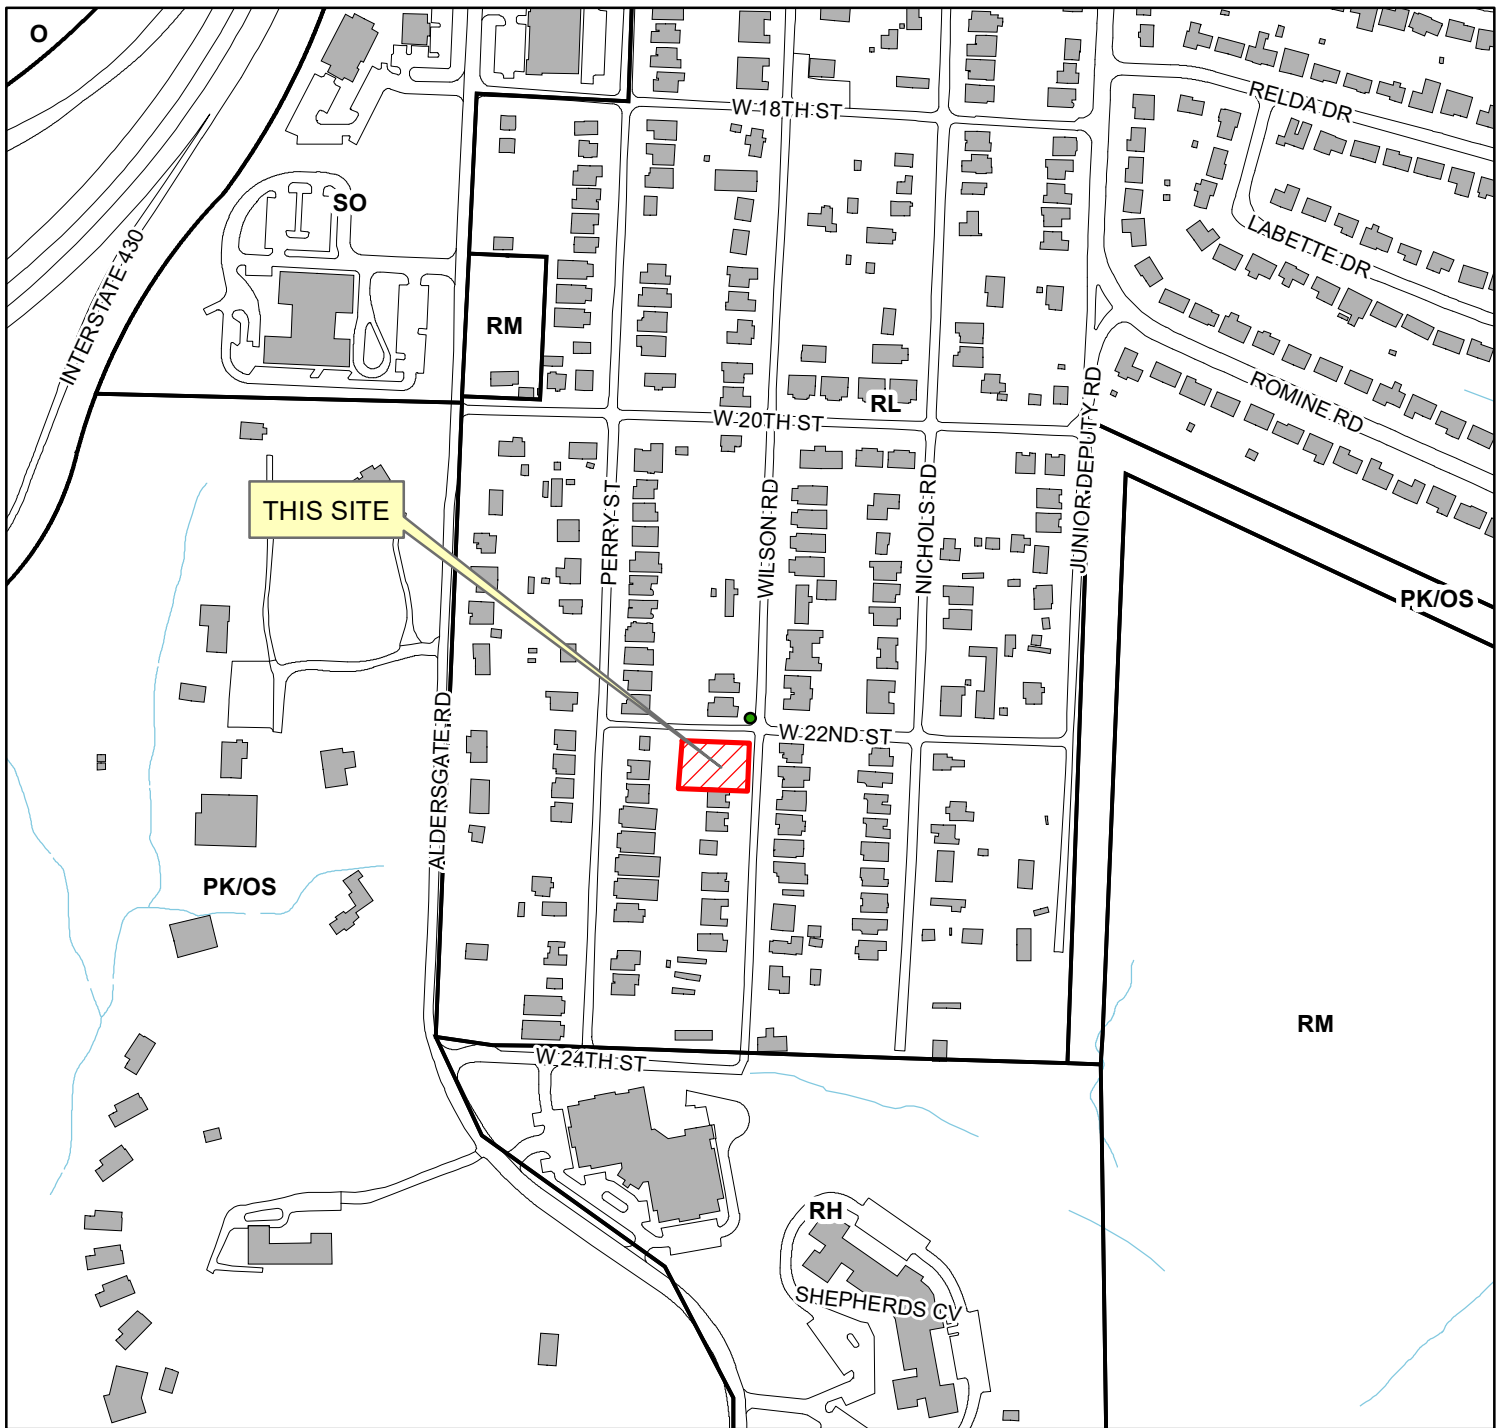 O
W 18TH ST
RELDA DR
SO
LABETTE DR
INTERSTATE 430
RM
ROMINE RD
RL
W 20TH ST
JUNIOR DEPUTY RD
THIS SITE
PERRY ST
WILSON RD
NICHOLS RD
PK/OS
W 22ND ST
ALDERSGATE RD
PK/OS
RM
W 24TH ST
RH
SHEPHERDS CV